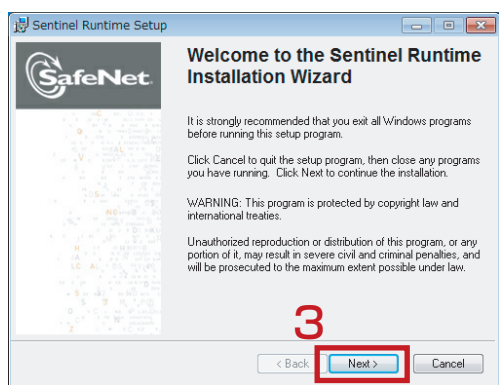 Sentinel Runtime Setup
SafeNet.
Welcome to the Sentinel Runtime
Installation Wizard
It is strongly recommended that you exit all Windows programs
before running this setup program.
Click Cancel to quit the setup program, then close any programs
you have running. Click Next to continue the installation.
WARNING: This program is protected by copyright law and
international treaties.
Unauthorized reproduction or distribution of this program, or any
portion of it, may result in severe civil and criminal penalties, and
will be prosecuted to the maximum extent possible under law.
3
< Back
Next >
Cancel